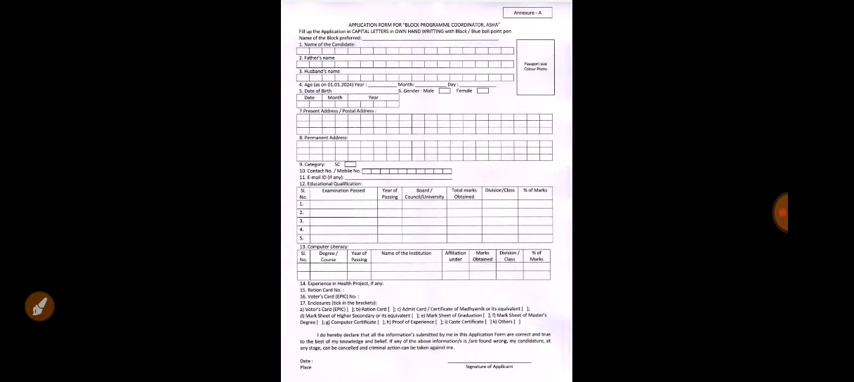 Annexure - A
APPLICATION FORM FOR "BLOCK PROGRAMME COORDINATOR, ASHA"
Fill up the Application in CAPITAL LETTERS in OWN HAND WRITTING with Black / Blue ball point pen
Name of the Block preferred:
1. Name of the Candidate:
Passport size
Colour Photo
2. Father's name
3. Husband's name
4. Age (as on 01.01.2024) Year : Month: Day :
5. Date of Birth 6. Gender : Male Female
Date Month Year
7.Present Address / Postal Address :
8. Permanent Address:
9. Category: SC
10. Contact No. / Mobile No.
11. E-mail ID (if any):
12. Educational Qualification:
Sl. No. Examination Passed Year of Passing Board / Council/University Total marks Obtained Division/Class % of Marks
1.
2.
3.
4.
5.
13. Computer Literacy:
Sl. No. Degree / Course Year of Passing Name of the Institution Affiliation under Marks Obtained Division / Class % of Marks
14. Experience in Health Project, if any:
15. Ration Card No. :
16. Voter's Card (EPIC) No. :
17. Enclosures (tick in the brackets):
a) Voter's Card (EPIC) [ ]; b) Ration Card [ ]; c) Admit Card / Certificate of Madhyamik or its equivalent [ ];
d) Mark Sheet of Higher Secondary or its equivalent [ ]; e) Mark Sheet of Graduation [ ]; f) Mark Sheet of Master's
Degree [ ]; g) Computer Certificate [ ]; h) Proof of Experience [ ]; i) Caste Certificate [ ] k) Others [ ]
I do hereby declare that all the information's submitted by me in this Application Form are correct and true
to the best of my knowledge and belief. If any of the above information/s is /are found wrong, my candidature, at
any stage, can be cancelled and criminal action can be taken against me.
Date :
Place
Signature of Applicant